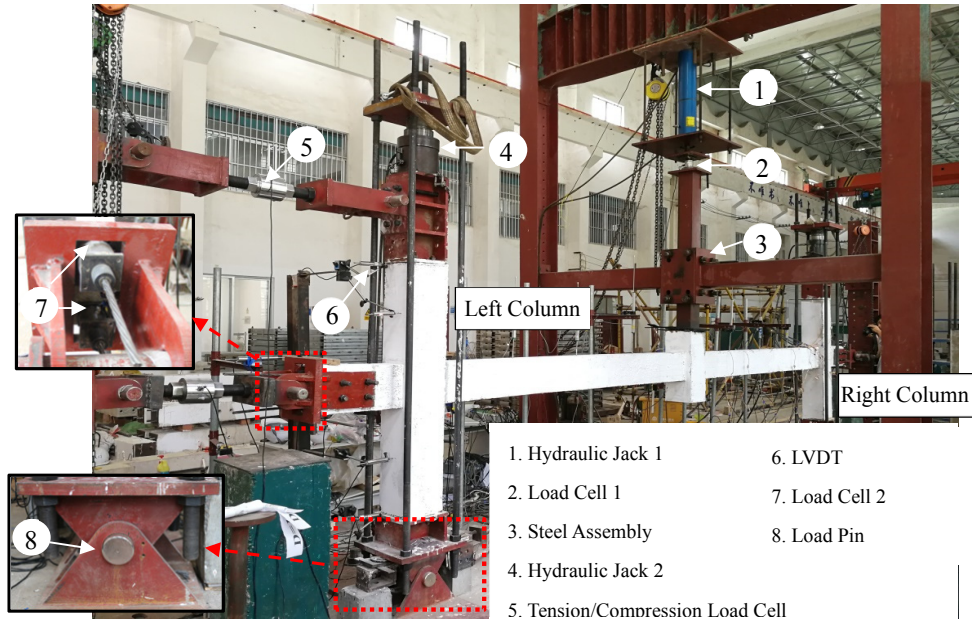 1
2
3
4
5
6
7
8
Left Column
Right Column
1. Hydraulic Jack 1
2. Load Cell 1
3. Steel Assembly
4. Hydraulic Jack 2
5. Tension/Compression Load Cell
6. LVDT
7. Load Cell 2
8. Load Pin